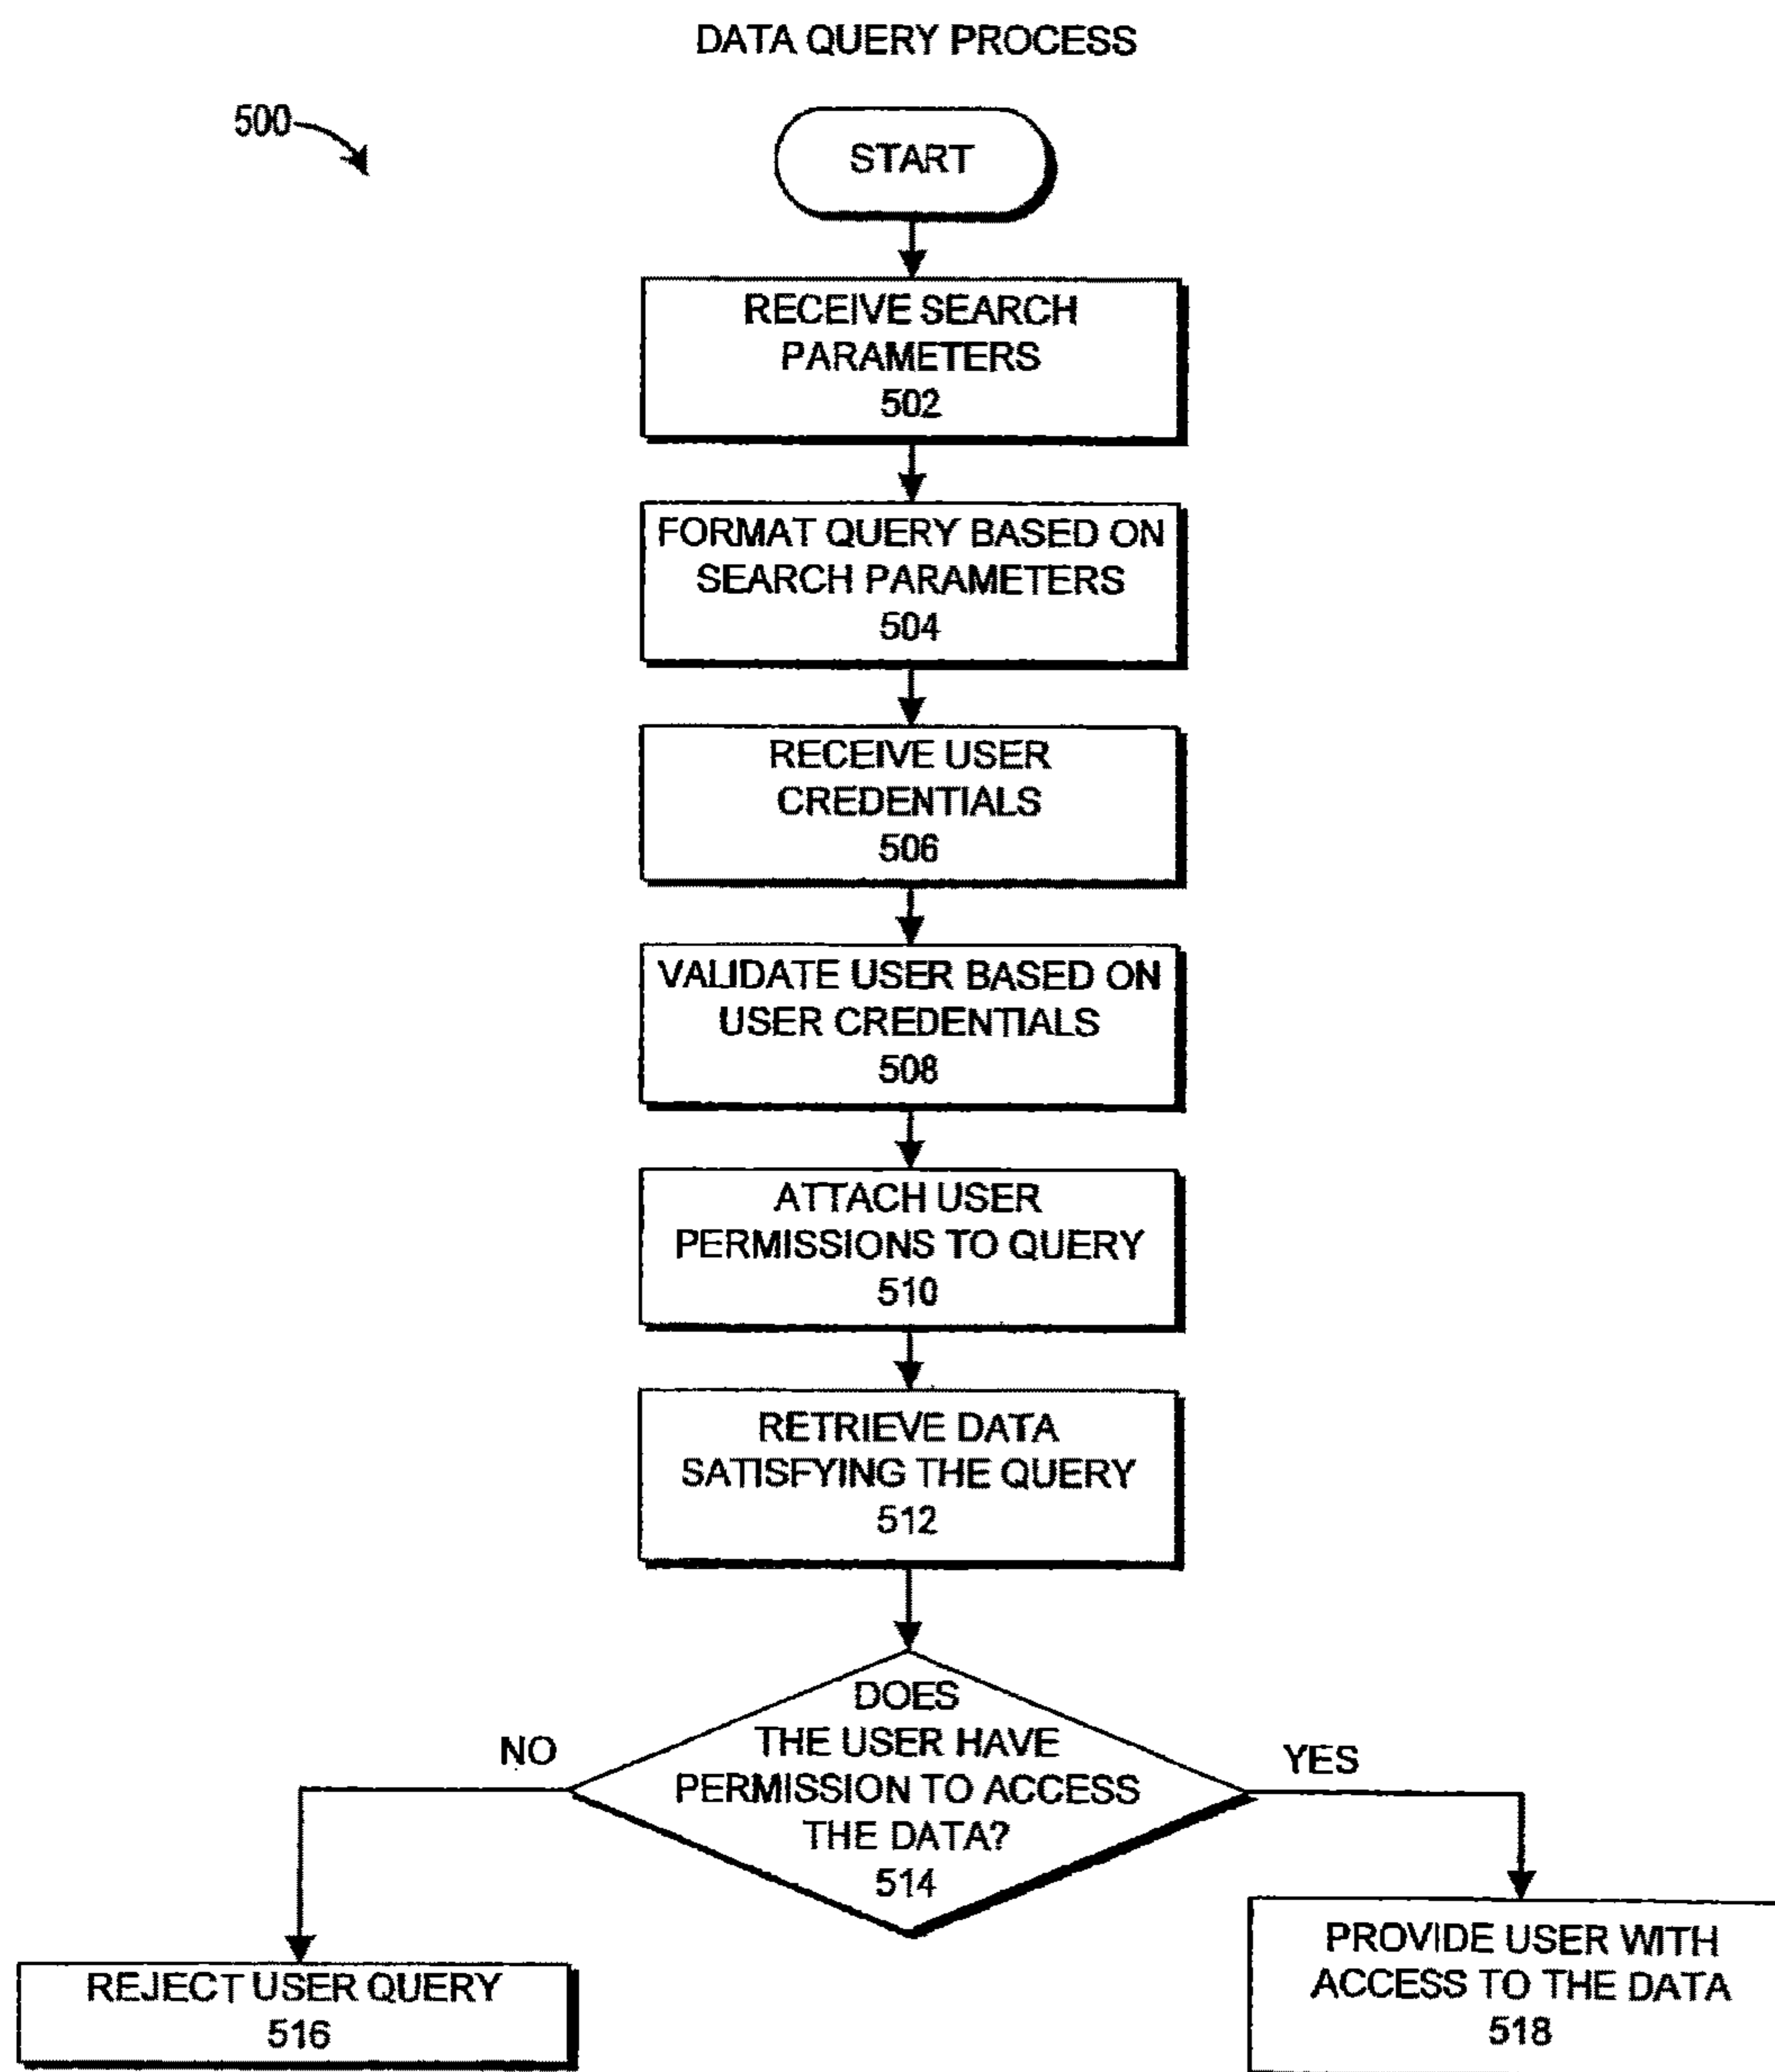 DATA QUERY PROCESS
500
START
RECEIVE SEARCH
PARAMETERS
502
FORMAT QUERY BASED ON
SEARCH PARAMETERS
504
RECEIVE USER
CREDENTIALS
506
VALIDATE USER BASED ON
USER CREDENTIALS
508
ATTACH USER
PERMISSIONS TO QUERY
510
RETRIEVE DATA
SATISFYING THE QUERY
512
DOES
THE USER HAVE
PERMISSION TO ACCESS
THE DATA?
514
NO
YES
REJECT USER QUERY
516
PROVIDE USER WITH
ACCESS TO THE DATA
518